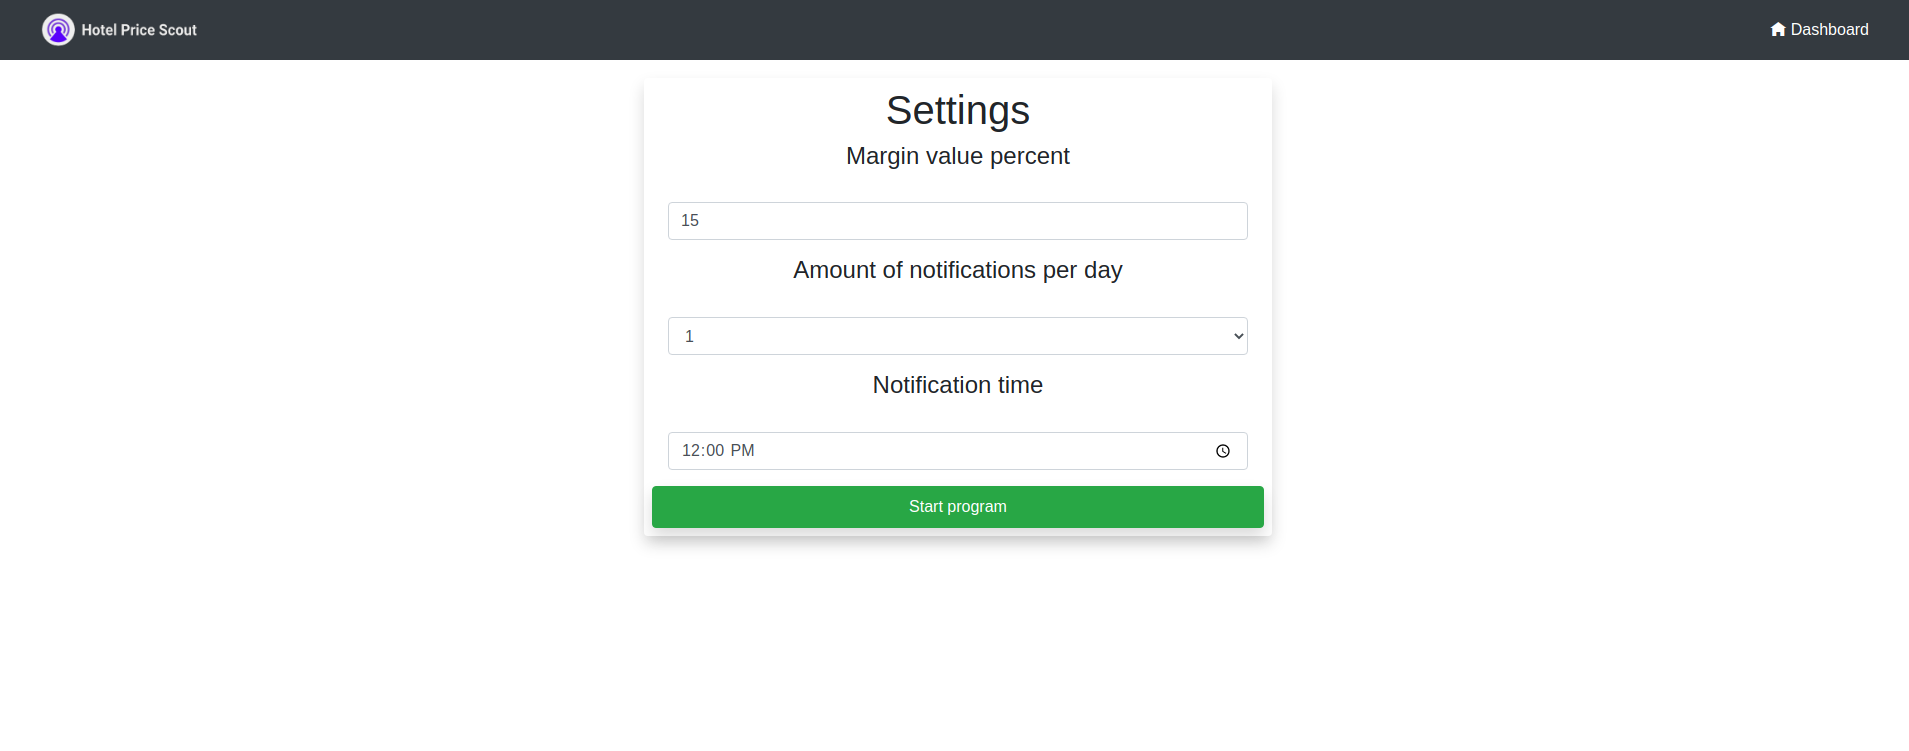 Hotel Price Scout
Dashboard
Settings
Margin value percent
15
Amount of notifications per day
1
Notification time
12:00 PM
Start program